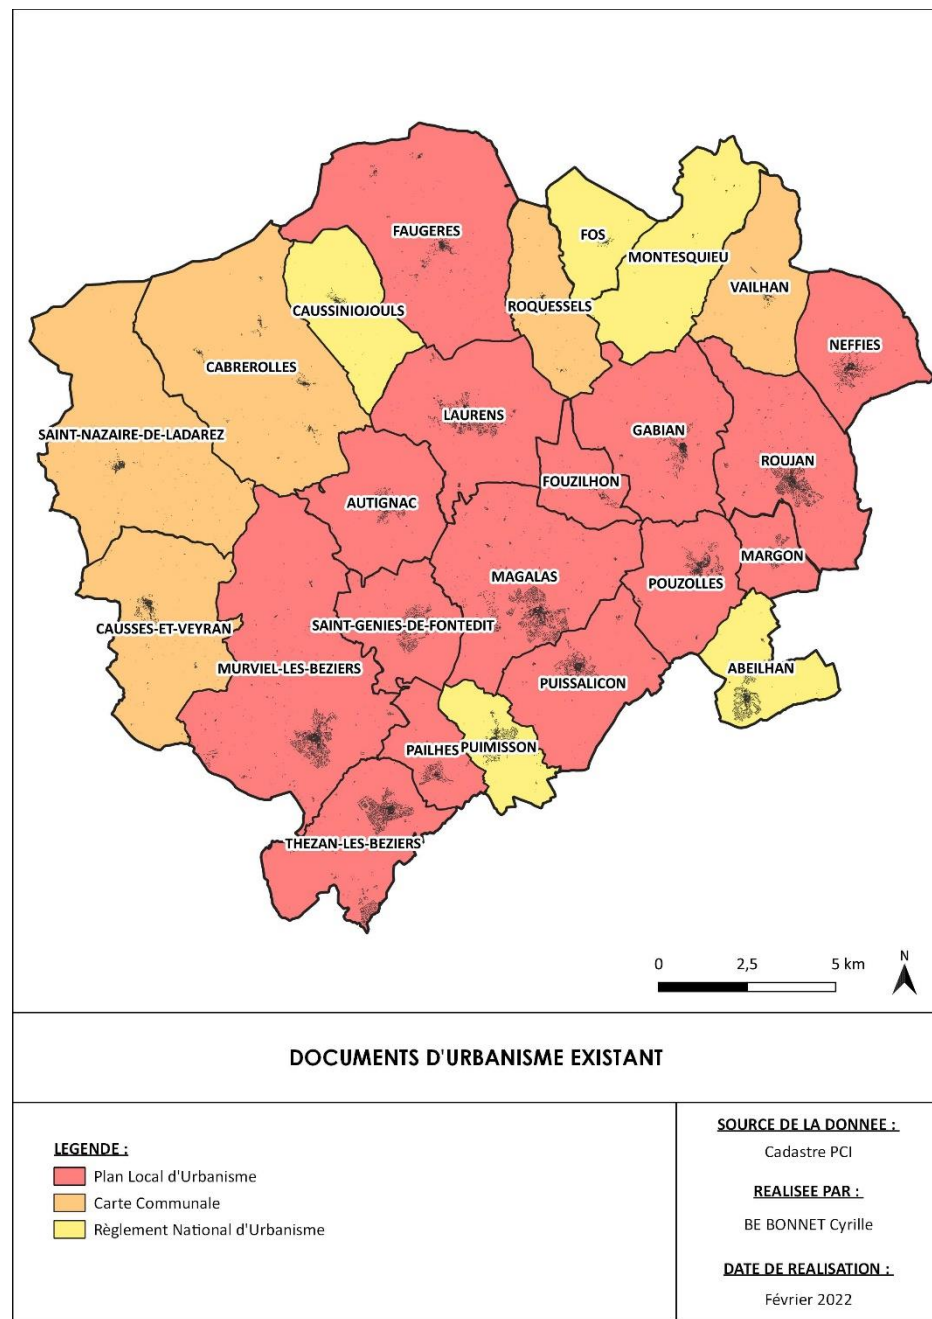 FAUGERES
FOS
MONTESQUIEU
VAILHAN
CAUSSINIOJOULS
ROQUESSELS
NEFFIES
CABREROLLES
LAURENS
GABIAN
SAINT-NAZAIRE-DE-LADAREZ
ROUJAN
FOUZILHON
AUTIGNAC
MARGON
MAGALAS
POUZOLLES
SAINT-GENIES-DE-FONTEDIT
CAUSSES-ET-VEYRAN
MURVIEL-LES-BEZIERS
ABEILHAN
PUISSALICON
PAILHES
PUIMISSON
THEZAN-LES-BEZIERS
0 2,5 5 km
N
DOCUMENTS D'URBANISME EXISTANT
LEGENDE :
Plan Local d'Urbanisme
Carte Communale
Règlement National d'Urbanisme
SOURCE DE LA DONNEE :
Cadastre PCI
REALISEE PAR :
BE BONNET Cyrille
DATE DE REALISATION :
Février 2022